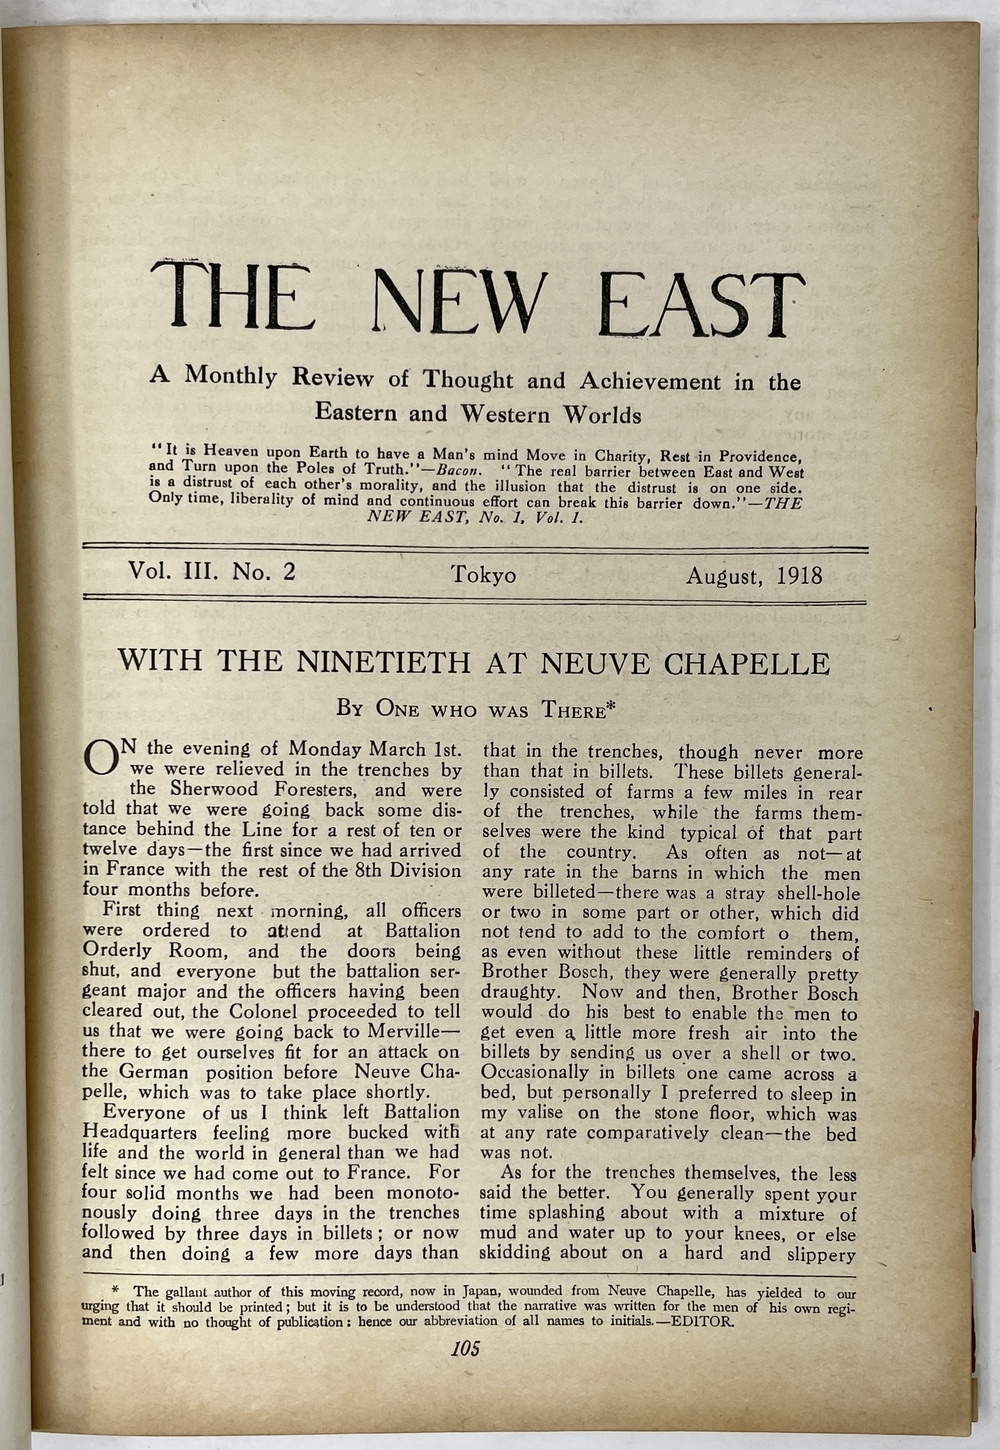 THE NEW EAST
A Monthly Review of Thought and Achievement in the
Eastern and Western Worlds
"It is Heaven upon Earth to have a Man's mind Move in Charity, Rest in Providence,
and Turn upon the Poles of Truth."—Bacon. "The real barrier between East and West
is a distrust of each other's morality, and the illusion that the distrust is on one side.
Only time, liberality of mind and continuous effort can break this barrier down."—THE
NEW EAST, No. 1, Vol. 1.
Vol. III. No. 2 Tokyo August, 1918
WITH THE NINETIETH AT NEUVE CHAPELLE
By One who was There*
ON the evening of Monday March 1st.
we were relieved in the trenches by
the Sherwood Foresters, and were
told that we were going back some dis-
tance behind the Line for a rest of ten or
twelve days—the first since we had arrived
in France with the rest of the 8th Division
four months before.
First thing next morning, all officers
were ordered to attend at Battalion
Orderly Room, and the doors being
shut, and everyone but the battalion ser-
geant major and the officers having been
cleared out, the Colonel proceeded to tell
us that we were going back to Merville—
there to get ourselves fit for an attack on
the German position before Neuve Cha-
pelle, which was to take place shortly.
Everyone of us I think left Battalion
Headquarters feeling more bucked with
life and the world in general than we had
felt since we had come out to France. For
four solid months we had been monoto-
nously doing three days in the trenches
followed by three days in billets; or now
and then doing a few more days than
that in the trenches, though never more
than that in billets. These billets general-
ly consisted of farms a few miles in rear
of the trenches, while the farms them-
selves were the kind typical of that part
of the country. As often as not—at
any rate in the barns in which the men
were billeted—there was a stray shell-hole
or two in some part or other, which did
not tend to add to the comfort o them,
as even without these little reminders of
Brother Bosch, they were generally pretty
draughty. Now and then, Brother Bosch
would do his best to enable the men to
get even a little more fresh air into the
billets by sending us over a shell or two.
Occasionally in billets one came across a
bed, but personally I preferred to sleep in
my valise on the stone floor, which was
at any rate comparatively clean—the bed
was not.
As for the trenches themselves, the less
said the better. You generally spent your
time splashing about with a mixture of
mud and water up to your knees, or else
skidding about on a hard and slippery
* The gallant author of this moving record, now in Japan, wounded from Neuve Chapelle, has yielded to our
urging that it should be printed; but it is to be understood that the narrative was written for the men of his own regi-
ment and with no thought of publication: hence our abbreviation of all names to initials.—EDITOR.
105